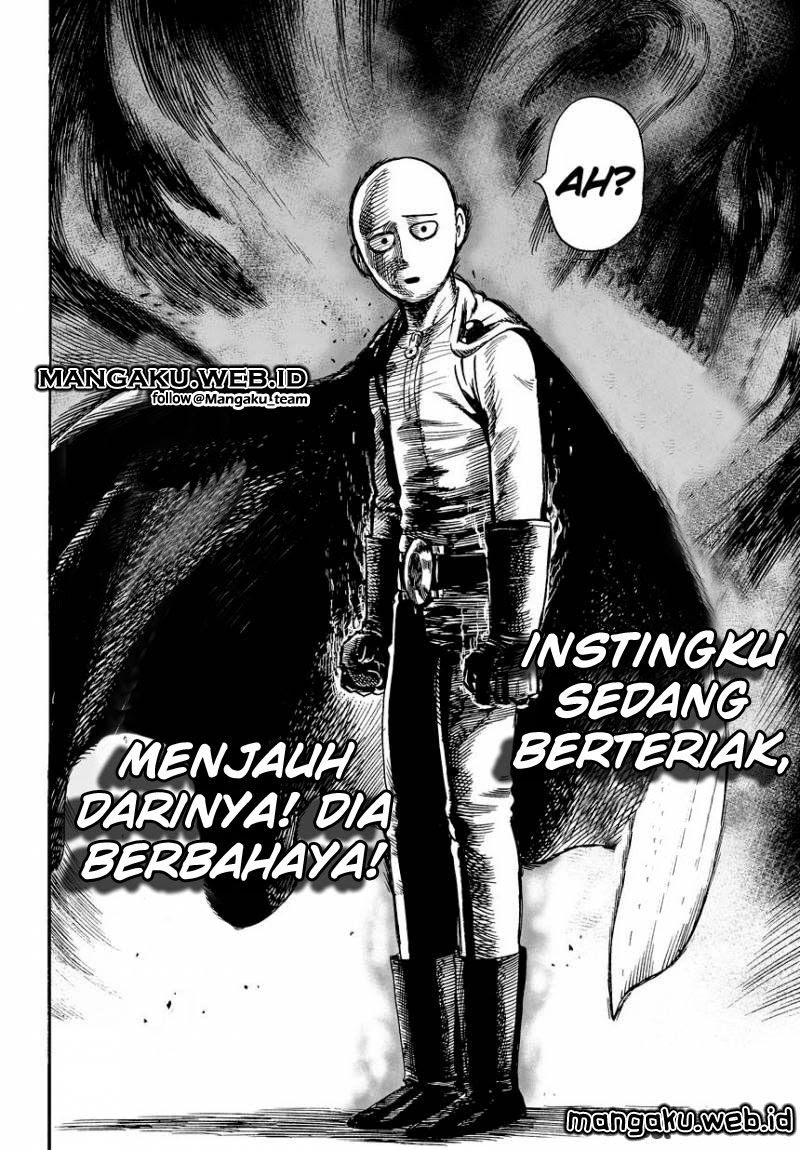 AH?
MANGAKU.WEB.ID
follow @Mangaku_team
INSTINGKU
SEDANG
BERTERIAK,
MENJAUH
DARINYA! DIA
BERBAHAYA!
mangaku.web.id